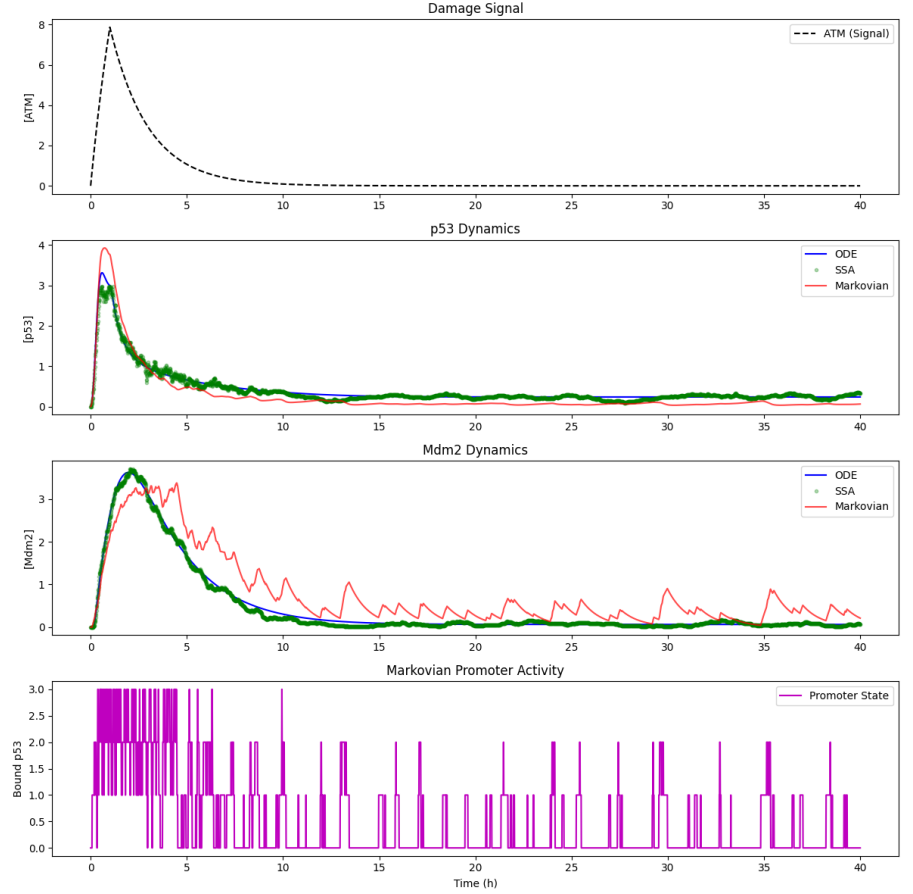 Damage Signal
8
6
4
2
0
[ATM]
ATM (Signal)
0 5 10 15 20 25 30 35 40
p53 Dynamics
4
3
2
1
0
[p53]
ODE
SSA
Markovian
0 5 10 15 20 25 30 35 40
Mdm2 Dynamics
3
2
1
0
[Mdm2]
ODE
SSA
Markovian
0 5 10 15 20 25 30 35 40
Markovian Promoter Activity
3.0
2.5
2.0
1.5
1.0
0.5
0.0
Bound p53
Promoter State
0 5 10 15 20 25 30 35 40
Time (h)